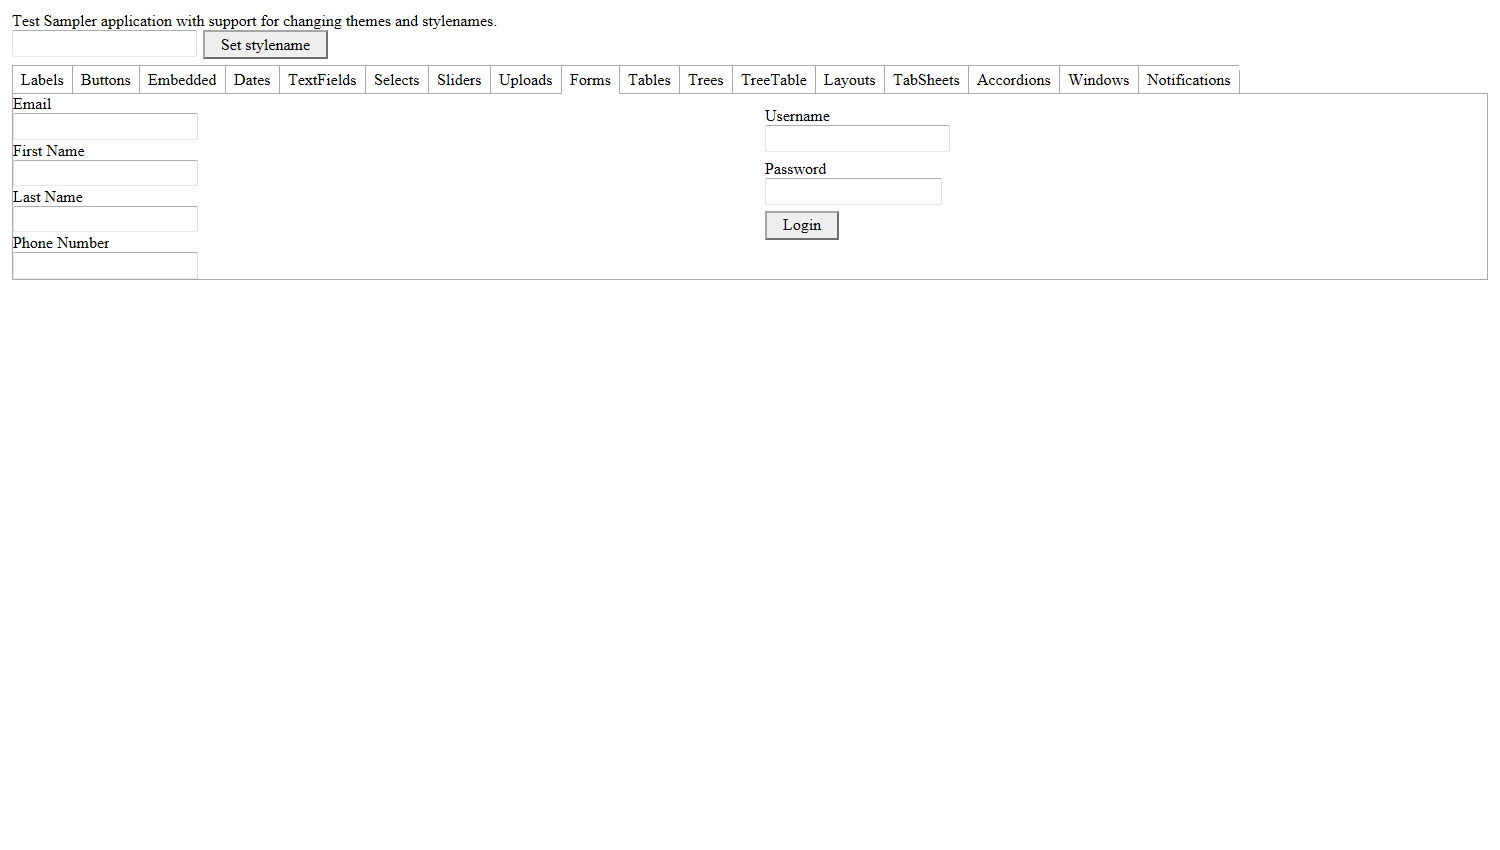 Test Sampler application with support for changing themes and stylenames.
Set stylename
Labels Buttons Embedded Dates TextFields Selects Sliders Uploads Forms Tables Trees TreeTable Layouts TabSheets Accordions Windows Notifications
Email
First Name
Last Name
Phone Number
Username
Password
Login